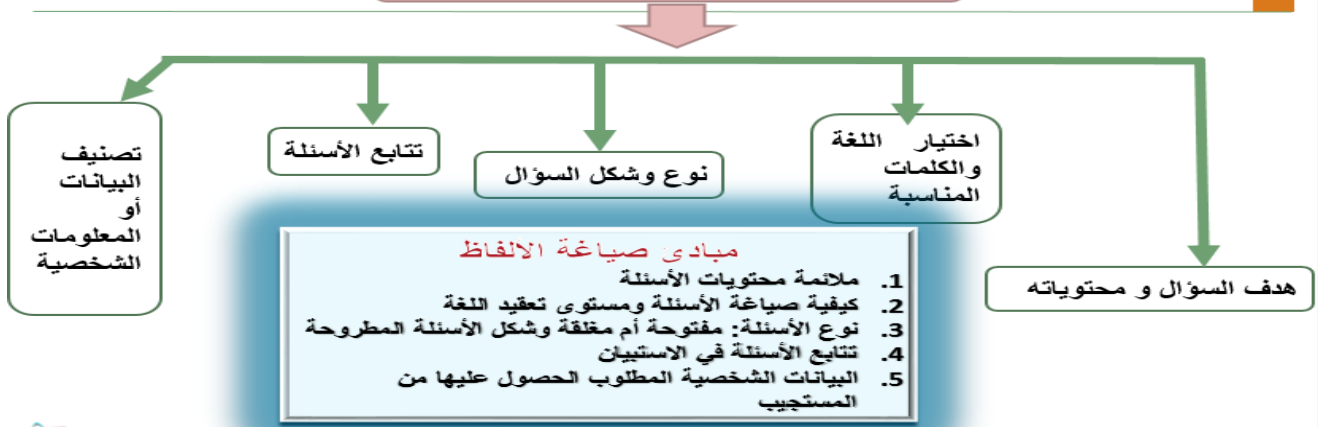 هدف السؤال و محتوياته
اختيار اللغة
والكلمات
المناسبة
نوع وشكل السؤال
تتابع الأسئلة
تصنيف
البيانات
أو
المعلومات
الشخصية
مبادئ صياغة الالفاظ
1. ملائمة محتويات الأسئلة
2. كيفية صياغة الأسئلة ومستوى تعقيد اللغة
3. نوع الأسئلة: مفتوحة أم مغلقة وشكل الأسئلة المطروحة
4. تتابع الأسئلة في الاستبيان
5. البيانات الشخصية المطلوب الحصول عليها من
المستجيب